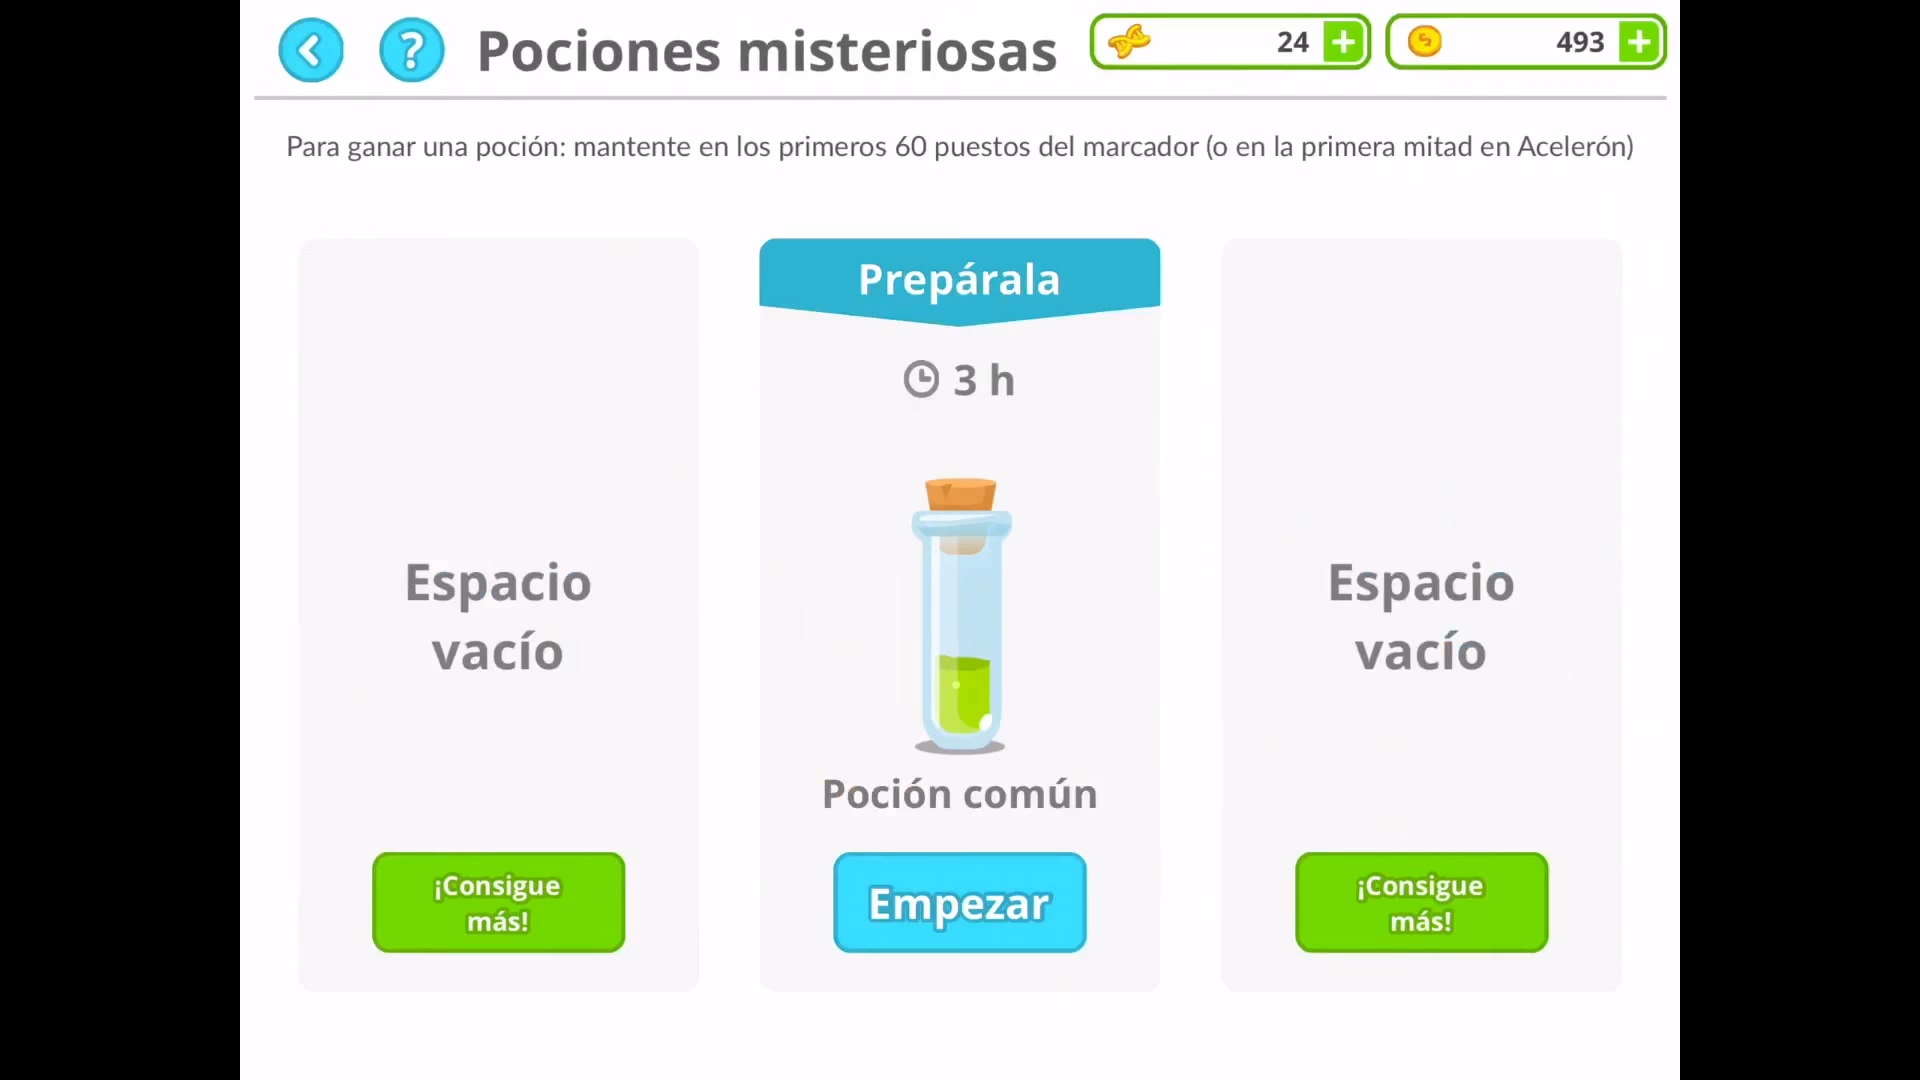 ?
Pociones misteriosas
24 +
493 +
Para ganar una poción: mantente en los primeros 60 puestos del marcador (o en la primera mitad en Acelerón)
Espacio
vacío
¡Consigue
más!
Prepárala
3 h
Poción común
Empezar
Espacio
vacío
¡Consigue
más!